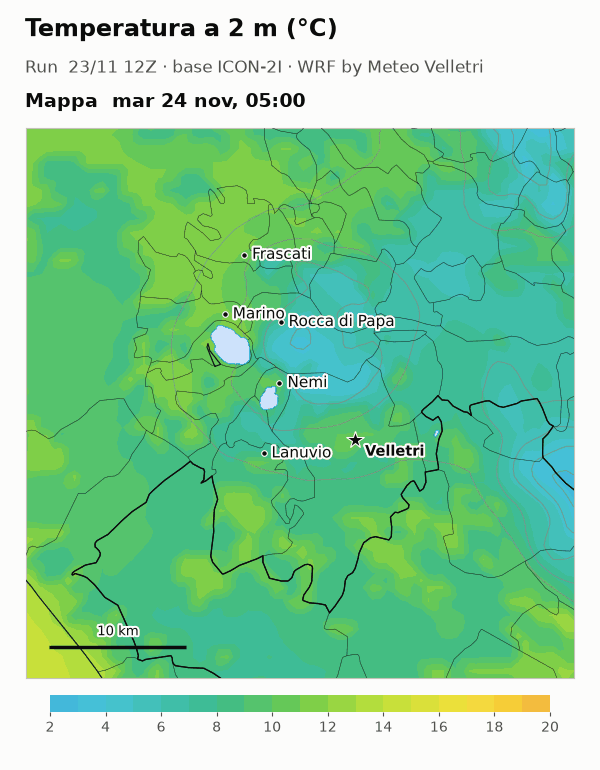 Temperatura a 2 m (°C)
Run  23/11 12Z · base ICON-2I · WRF by Meteo Velletri
Mappa  mar 24 nov, 05:00
Frascati
Marino
Rocca di Papa
Nemi
Velletri
Lanuvio
10 km
2 4 6 8 10 12 14 16 18 20